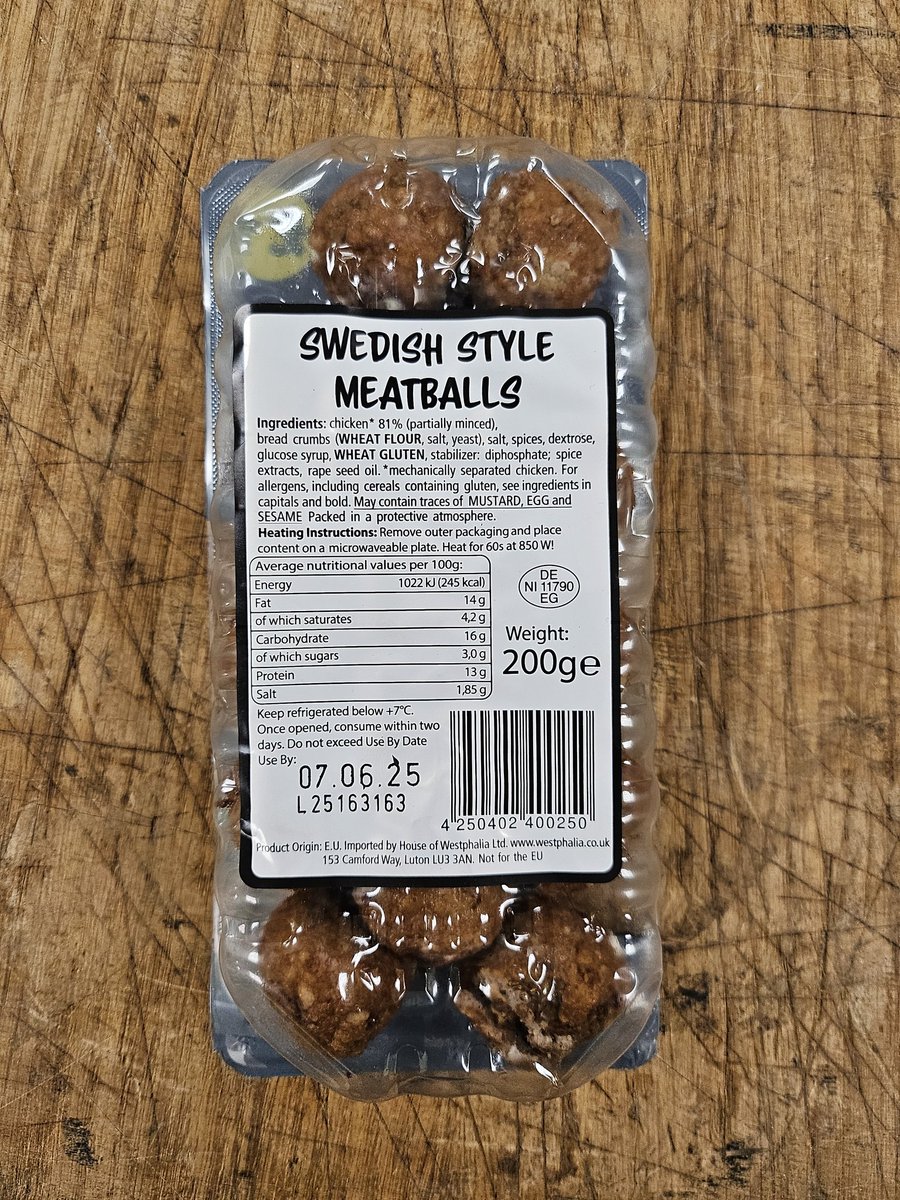 SWEDISH STYLE
MEATBALLS
Ingredients: chicken* 81% (partially minced),
bread crumbs (WHEAT FLOUR, salt, yeast), salt, spices, dextrose,
glucose syrup, WHEAT GLUTEN, stabilizer: diphosphate; spice
extracts, rape seed oil. *mechanically separated chicken. For
allergens, including cereals containing gluten, see ingredients in
capitals and bold. May contain traces of MUSTARD, EGG and
SESAME Packed in a protective atmosphere.
Heating Instructions: Remove outer packaging and place
content on a microwaveable plate. Heat for 60s at 850 W!
Average nutritional values per 100g:
Energy 1022 kJ (245 kcal)
Fat 14 g
of which saturates 4,2 g
Carbohydrate 16 g
of which sugars 3,0 g
Protein 13 g
Salt 1,85 g
DE
NI 11790
EG
Weight:
200g℮
Keep refrigerated below +7°C.
Once opened, consume within two
days. Do not exceed Use By Date
Use By:
07.06.25
L25163163
4 250402 400250
Product Origin: E.U. Imported by House of Westphalia Ltd. www.westphalia.co.uk
153 Camford Way, Luton LU3 3AN. Not for the EU